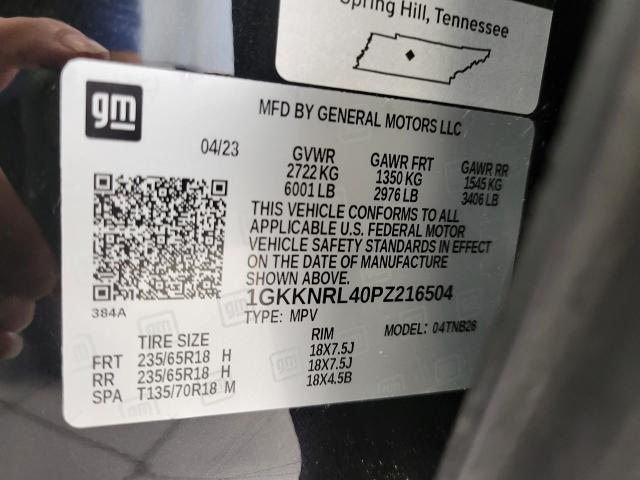 Spring Hill, Tennessee
gm
MFD BY GENERAL MOTORS LLC
04/23
GVWR GAWR FRT GAWR RR
2722 KG 1350 KG 1545 KG
6001 LB 2976 LB 3406 LB
THIS VEHICLE CONFORMS TO ALL
APPLICABLE U.S. FEDERAL MOTOR
VEHICLE SAFETY STANDARDS IN EFFECT
ON THE DATE OF MANUFACTURE
SHOWN ABOVE.
1GKKNRL40PZ216504
384A
TYPE: MPV MODEL: 04TNB26
TIRE SIZE RIM
FRT 235/65R18 H 18X7.5J
RR 235/65R18 H 18X7.5J
SPA T135/70R18 M 18X4.5B